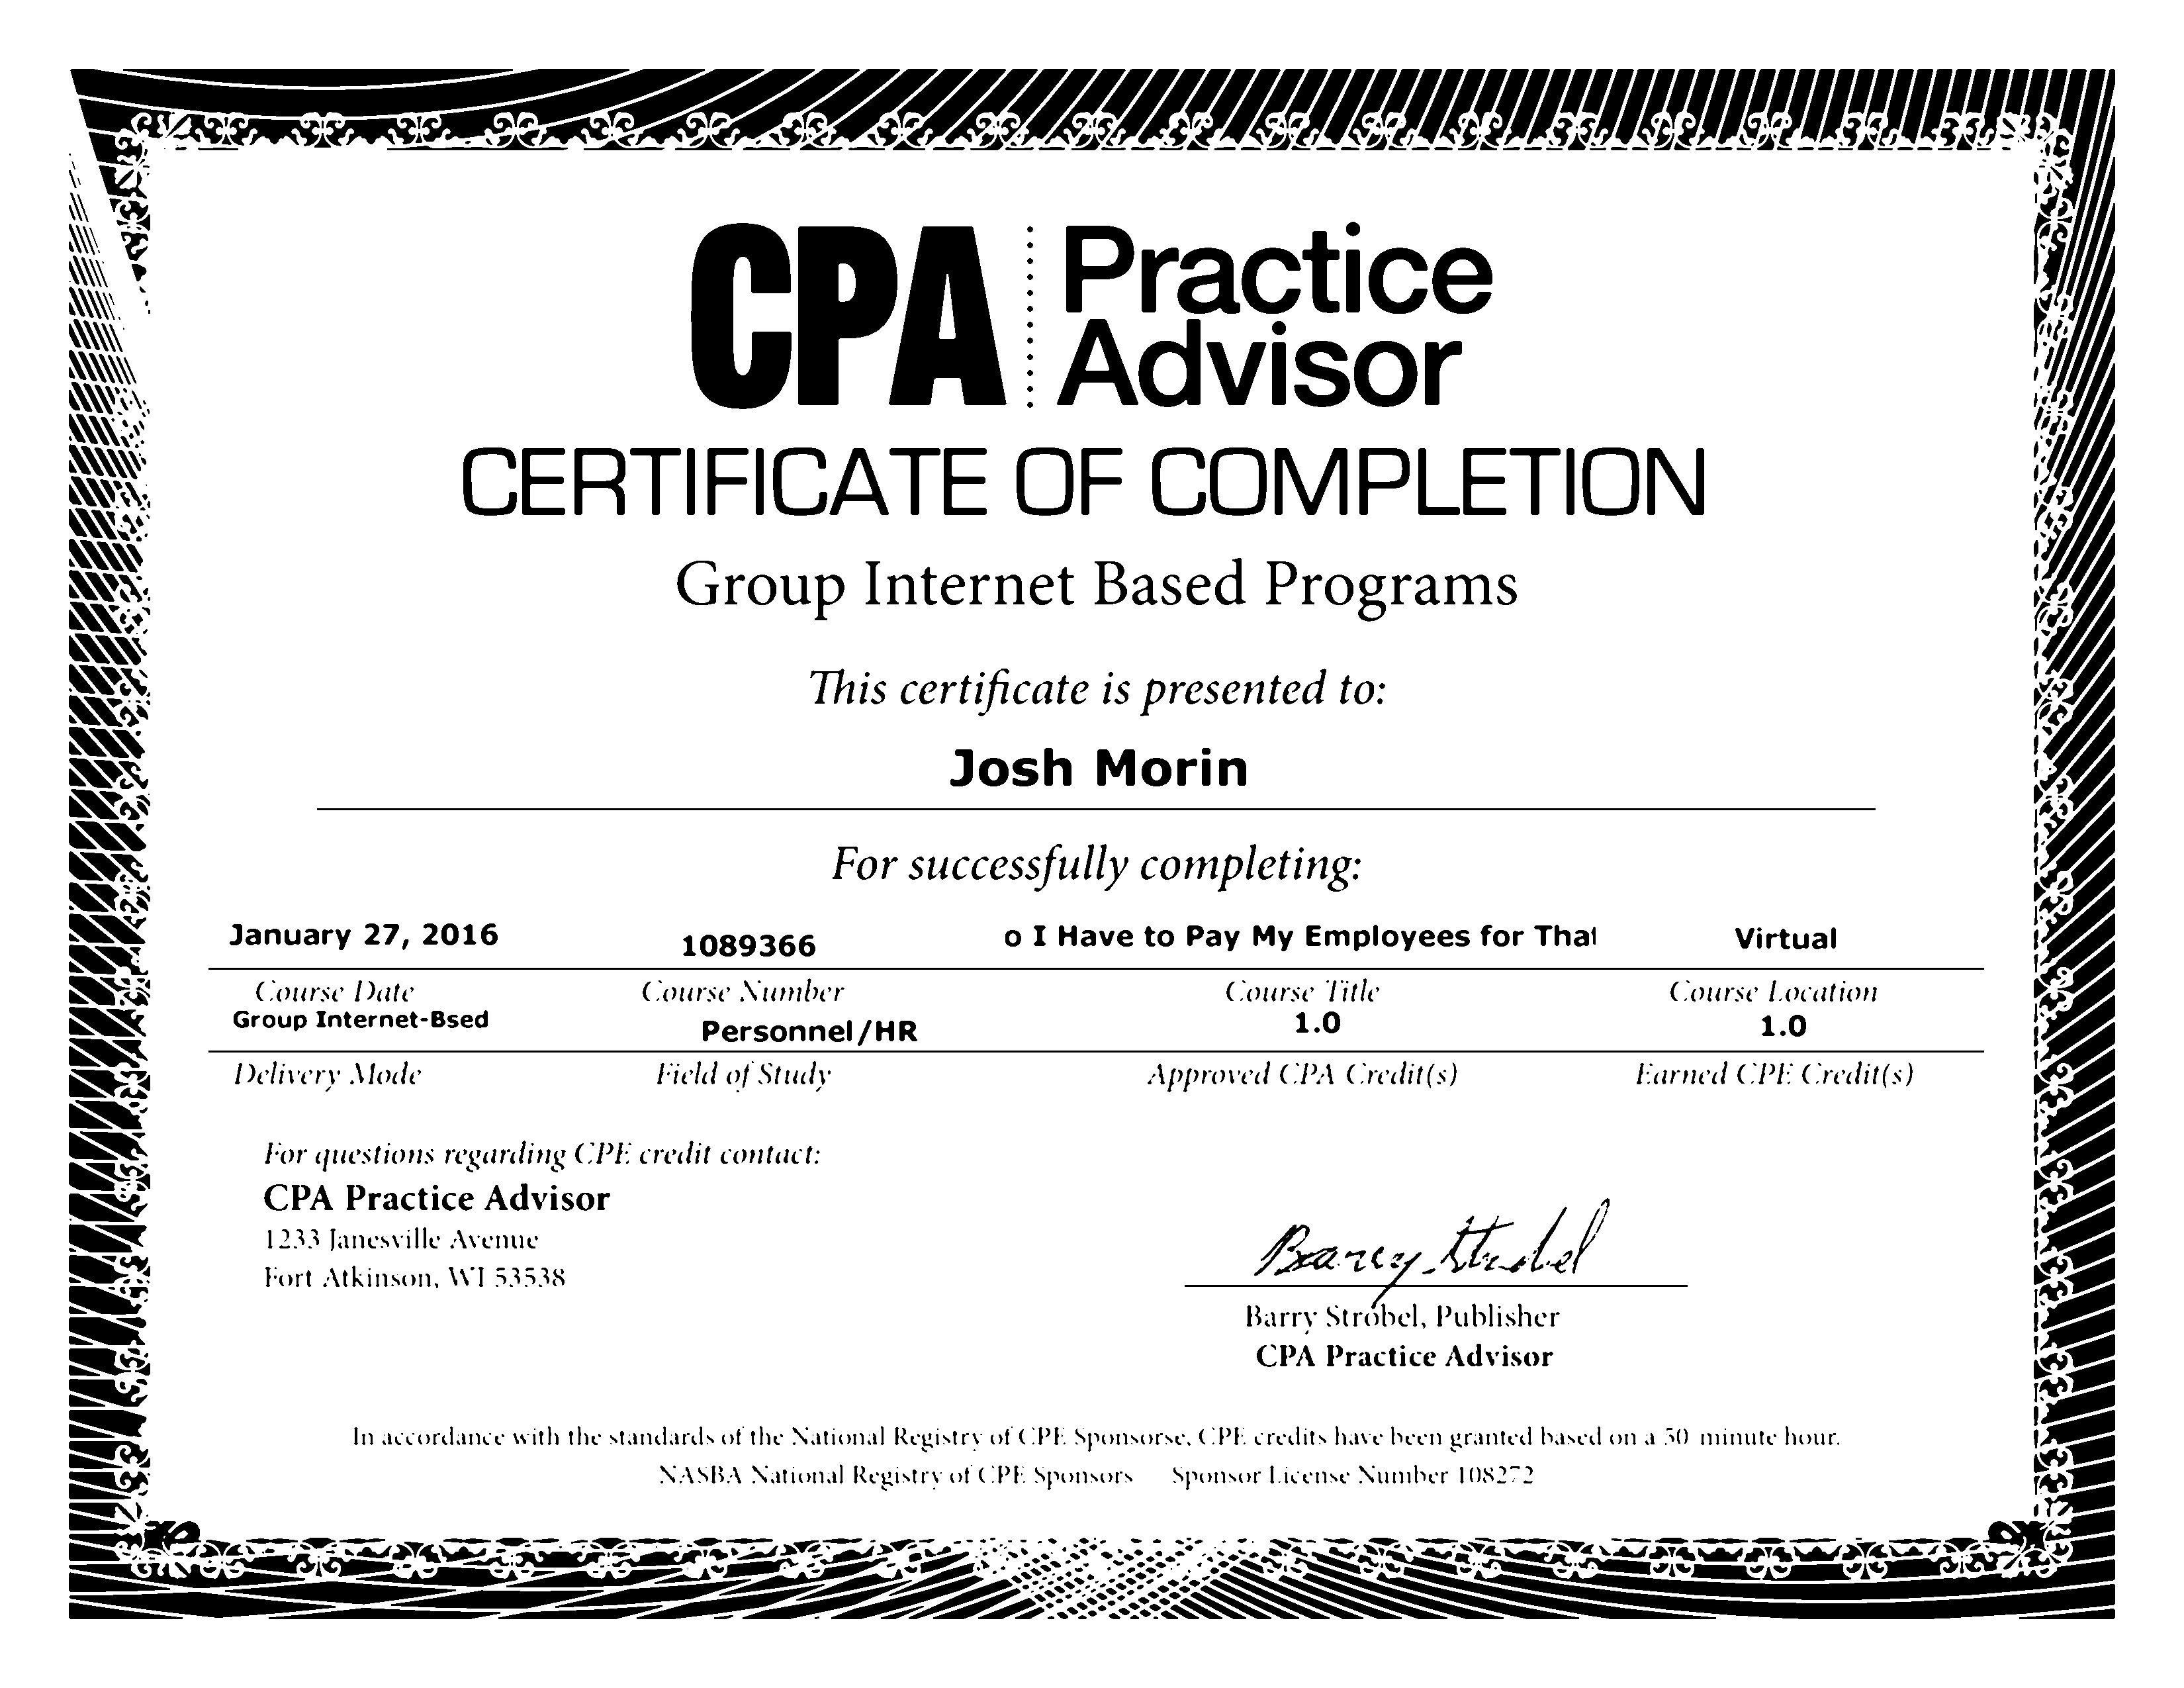 CPA Practice
Advisor
CERTIFICATE OF COMPLETION
Group Internet Based Programs
This certificate is presented to:
Josh Morin
For successfully completing:
January 27, 2016 1089366 o I Have to Pay My Employees for That Virtual
Course Date Course Number Course Title Course Location
Group Internet-Bsed Personnel/HR 1.0 1.0
Delivery Mode Field of Study Approved CPA Credit(s) Earned CPE Credit(s)
For questions regarding CPE credit contact:
CPA Practice Advisor
1233 Janesville Avenue
Fort Atkinson, WI 53538
Barry Strobel
Barry Strobel, Publisher
CPA Practice Advisor
In accordance with the standards of the National Registry of CPE Sponsorse, CPE credits have been granted based on a 50 minute hour.
NASBA National Registry of CPE Sponsors Sponsor License Number 108272